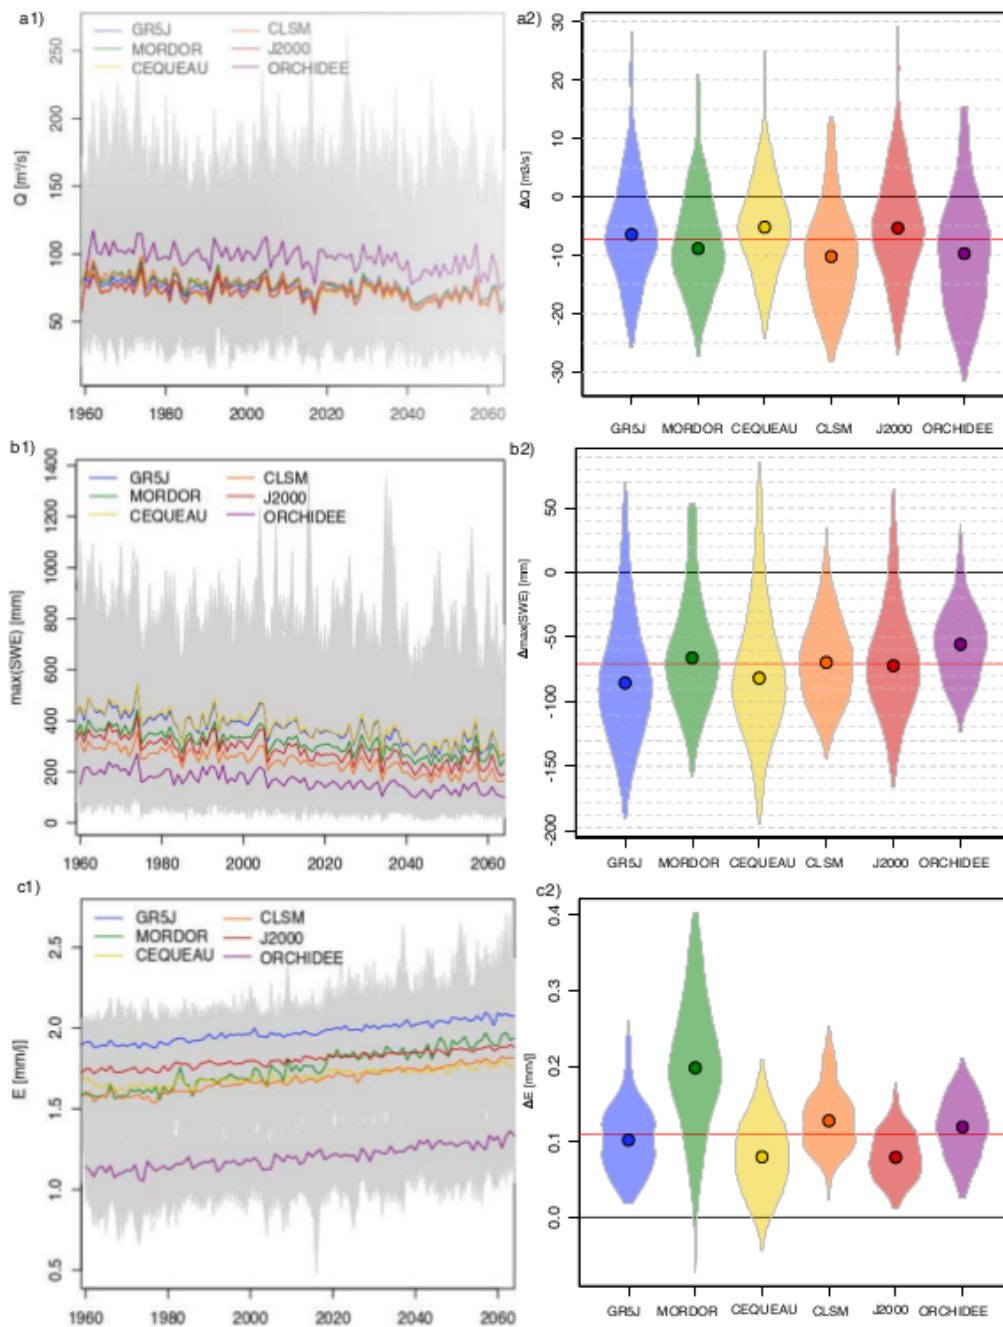 a1)
GR5J
MORDOR
CEQUEAU
CLSM
J2000
ORCHIDEE
Q [m³/s]
250
200
150
100
50
1960 1980 2000 2020 2040 2060
a2)
ΔQ [m3/s]
30
20
10
0
-10
-20
-30
GR5J MORDOR CEQUEAU CLSM J2000 ORCHIDEE
b1)
GR5J
MORDOR
CEQUEAU
CLSM
J2000
ORCHIDEE
max(SWE) [mm]
1400
1200
1000
800
600
400
200
0
1960 1980 2000 2020 2040 2060
b2)
Δmax(SWE) [mm]
50
0
-50
-100
-150
-200
GR5J MORDOR CEQUEAU CLSM J2000 ORCHIDEE
c1)
GR5J
MORDOR
CEQUEAU
CLSM
J2000
ORCHIDEE
E [mm/j]
2.5
2.0
1.5
1.0
0.5
1960 1980 2000 2020 2040 2060
c2)
ΔE [mm/j]
0.4
0.3
0.2
0.1
0.0
GR5J MORDOR CEQUEAU CLSM J2000 ORCHIDEE